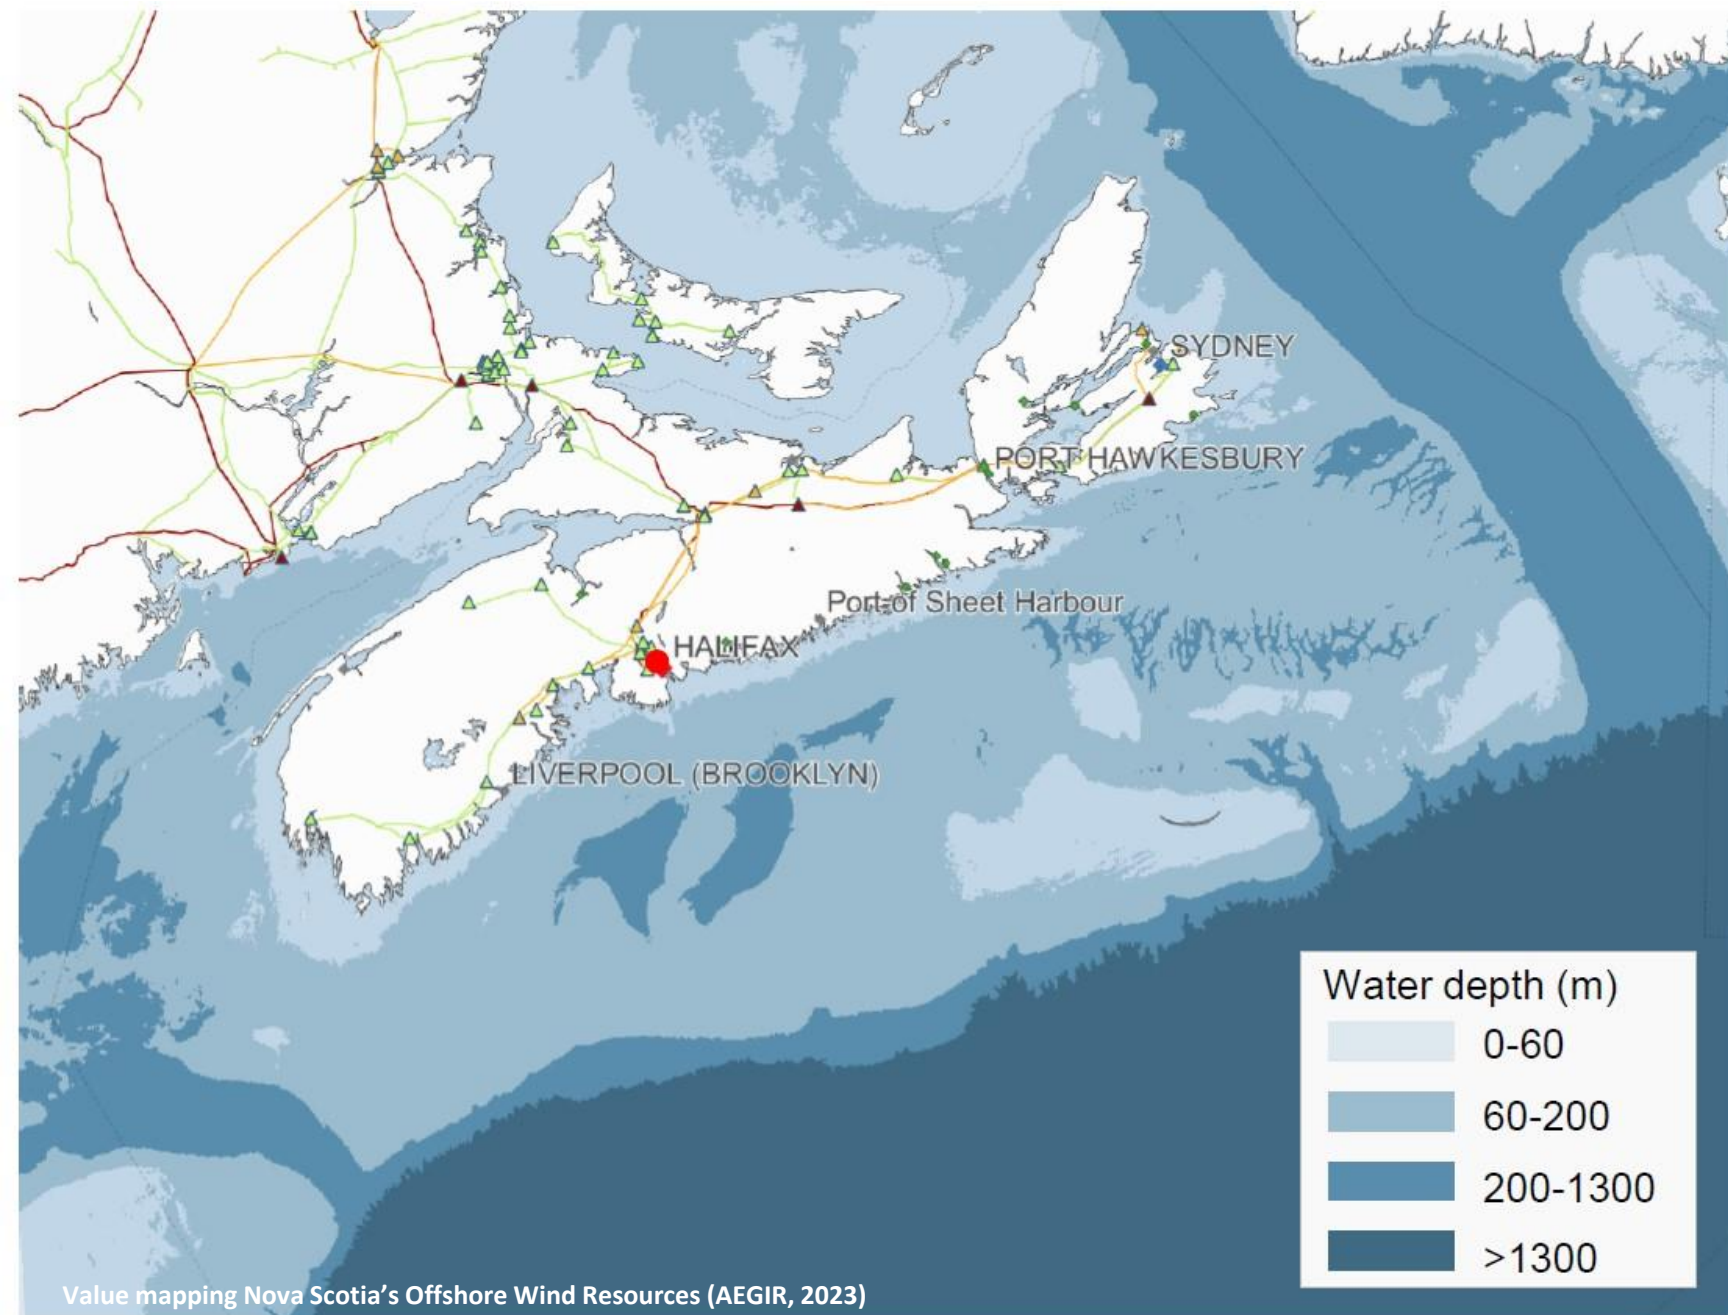 SYDNEY
PORT HAWKESBURY
Port of Sheet Harbour
HALIFAX
LIVERPOOL (BROOKLYN)
Water depth (m)
0-60
60-200
200-1300
>1300
Value mapping Nova Scotia's Offshore Wind Resources (AEGIR, 2023)